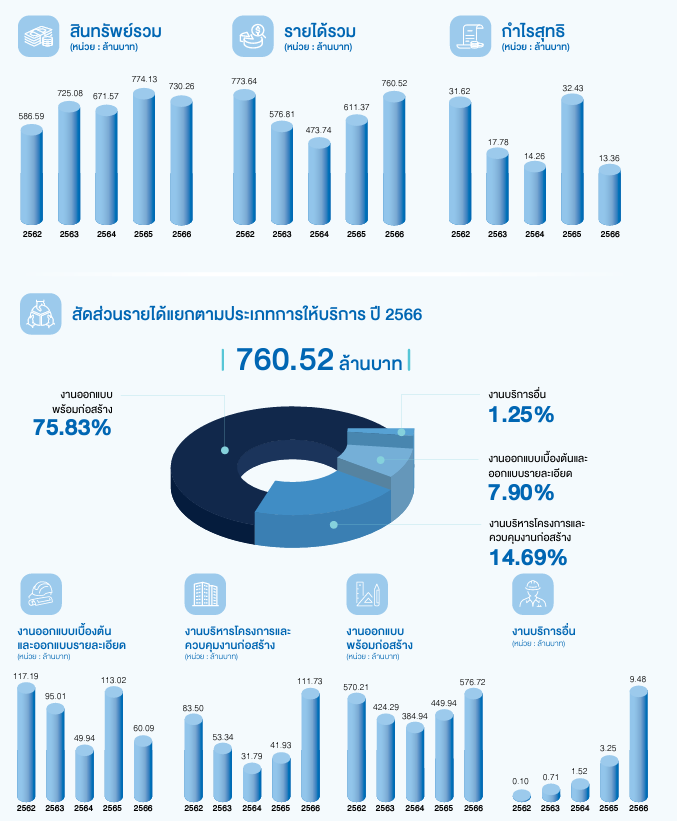 สินทรัพย์รวม
(หน่วย : ล้านบาท)
586.59
725.08
671.57
774.13
730.26
2562 2563 2564 2565 2566
รายได้รวม
(หน่วย : ล้านบาท)
773.64
576.81
473.74
611.37
760.52
2562 2563 2564 2565 2566
กำไรสุทธิ
(หน่วย : ล้านบาท)
31.62
17.78
14.26
32.43
13.36
2562 2563 2564 2565 2566
สัดส่วนรายได้แยกตามประเภทการให้บริการ ปี 2566
760.52 ล้านบาท
งานออกแบบ
พร้อมก่อสร้าง
75.83%
งานบริการอื่น
1.25%
งานออกแบบเบื้องต้นและ
ออกแบบรายละเอียด
7.90%
งานบริหารโครงการและ
ควบคุมงานก่อสร้าง
14.69%
งานออกแบบเบื้องต้น
และออกแบบรายละเอียด
(หน่วย : ล้านบาท)
117.19
95.01
49.94
113.02
60.09
2562 2563 2564 2565 2566
งานบริหารโครงการและ
ควบคุมงานก่อสร้าง
(หน่วย : ล้านบาท)
83.50
53.34
31.79
41.93
111.73
2562 2563 2564 2565 2566
งานออกแบบ
พร้อมก่อสร้าง
(หน่วย : ล้านบาท)
570.21
424.29
384.94
449.94
576.72
2562 2563 2564 2565 2566
งานบริการอื่น
(หน่วย : ล้านบาท)
0.10
0.71
1.52
3.25
9.48
2562 2563 2564 2565 2566